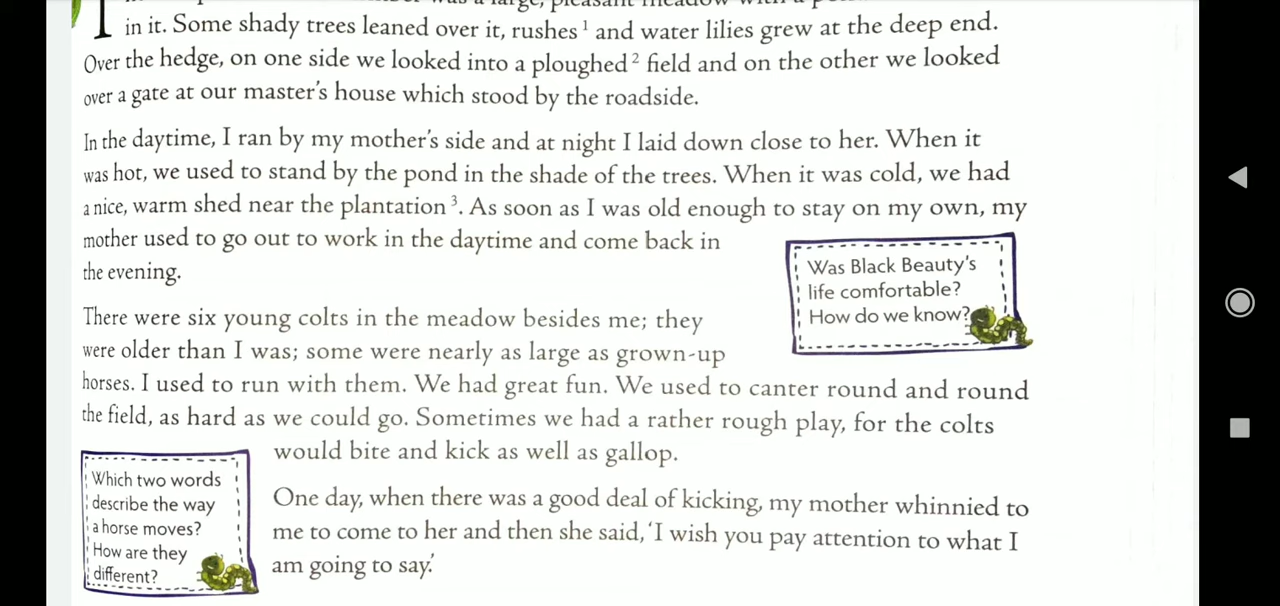 was a large, pleasant meadow with a
in it. Some shady trees leaned over it, rushes ¹ and water lilies grew at the deep end.
Over the hedge, on one side we looked into a ploughed ² field and on the other we looked
over a gate at our master's house which stood by the roadside.
In the daytime, I ran by my mother's side and at night I laid down close to her. When it
was hot, we used to stand by the pond in the shade of the trees. When it was cold, we had
a nice, warm shed near the plantation ³. As soon as I was old enough to stay on my own, my
mother used to go out to work in the daytime and come back in
the evening.
Was Black Beauty's
life comfortable?
How do we know?
There were six young colts in the meadow besides me; they
were older than I was; some were nearly as large as grown-up
horses. I used to run with them. We had great fun. We used to canter round and round
the field, as hard as we could go. Sometimes we had a rather rough play, for the colts
would bite and kick as well as gallop.
Which two words
describe the way
a horse moves?
How are they
different?
One day, when there was a good deal of kicking, my mother whinnied to
me to come to her and then she said, 'I wish you pay attention to what I
am going to say.'